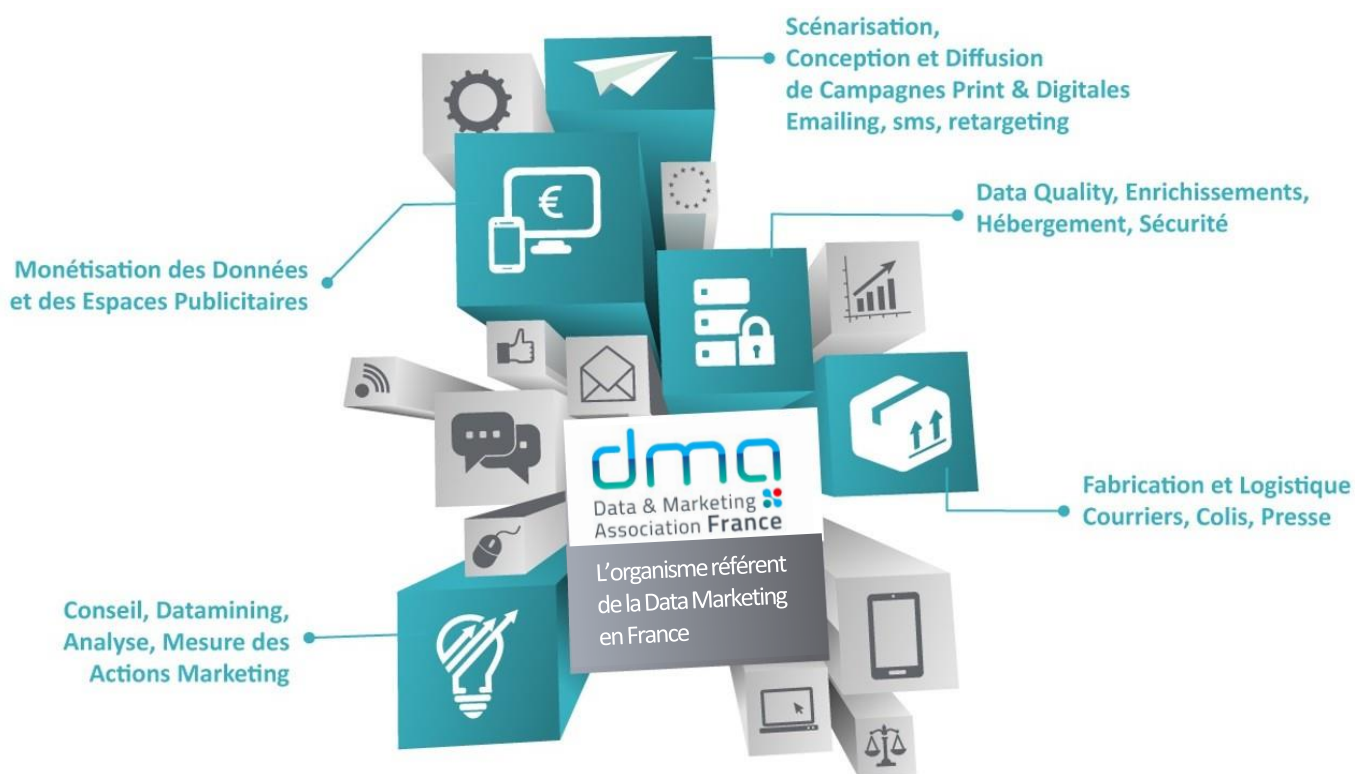 Scénarisation,
Conception et Diffusion
de Campagnes Print & Digitales
Emailing, sms, retargeting
Data Quality, Enrichissements,
Hébergement, Sécurité
€
Monétisation des Données
et des Espaces Publicitaires
dma
Data & Marketing
Association France
L'organisme référent
de la Data Marketing
en France
Fabrication et Logistique
Courriers, Colis, Presse
Conseil, Datamining,
Analyse, Mesure des
Actions Marketing